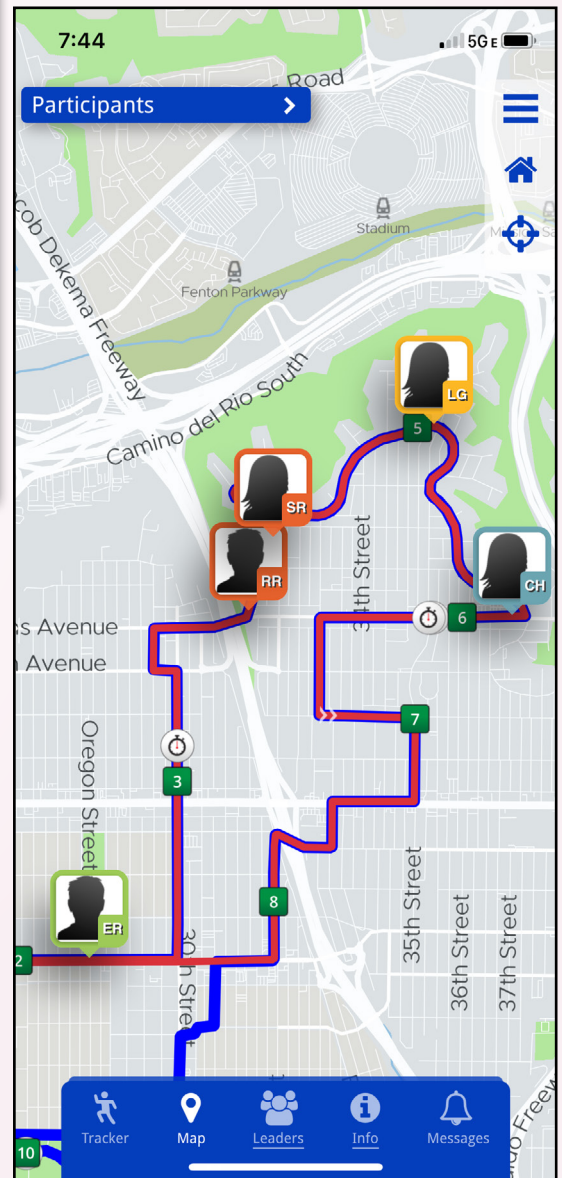 7:44
5G E
Road
Participants
Stadium
Fenton Parkway
cob Dekema Freeway
Camino del Rio South
LG
5
SR
RR
34th Street
CH
s Avenue
6
Avenue
7
Oregon Street
3
35th Street
8
36th Street
37th Street
ER
2
30th Street
Tracker
Map
Leaders
Info
Messages
10